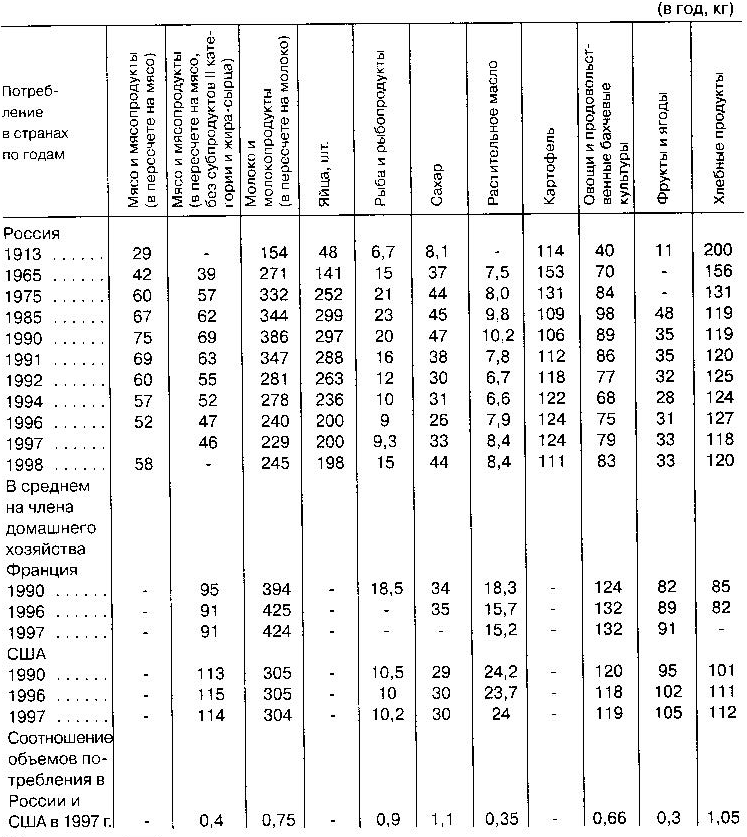 (в год, кг)
Потреб-
ление
в странах
по годам
Мясо и мясопродукты
(в пересчете на мясо)
Мясо и мясопродукты
(в пересчете на мясо,
без субпродуктов II кате-
гории и жира-сырца)
Молоко и
молокопродукты
(в пересчете на молоко)
Яйца, шт.
Рыба и рыбопродукты
Сахар
Растительное масло
Картофель
Овощи и продовольст-
венные бахчевые
культуры
Фрукты и ягоды
Хлебные продукты
Россия
1913 ...... 29 - 154 48 6,7 8,1 - 114 40 11 200
1965 ...... 42 39 271 141 15 37 7,5 153 70 - 156
1975 ...... 60 57 332 252 21 44 8,0 131 84 - 131
1985 ...... 67 62 344 299 23 45 9,8 109 98 48 119
1990 ...... 75 69 386 297 20 47 10,2 106 89 35 119
1991 ...... 69 63 347 288 16 38 7,8 112 86 35 120
1992 ...... 60 55 281 263 12 30 6,7 118 77 32 125
1994 ...... 57 52 278 236 10 31 6,6 122 68 28 124
1996 ...... 52 47 240 200 9 26 7,9 124 75 31 127
1997 ...... 46 229 200 9,3 33 8,4 124 79 33 118
1998 ...... 58 - 245 198 15 44 8,4 111 83 33 120
В среднем
на члена
домашнего
хозяйства
Франция
1990 ...... - 95 394 - 18,5 34 18,3 - 124 82 85
1996 ...... - 91 425 - - 35 15,7 - 132 89 82
1997 ...... - 91 424 - - - 15,2 - 132 91 -
США
1990 ...... - 113 305 - 10,5 29 24,2 - 120 95 101
1996 ...... - 115 305 - 10 30 23,7 - 118 102 111
1997 ...... - 114 304 - 10,2 30 24 - 119 105 112
Соотношение
объемов по-
требления в
России и
США в 1997 г. - 0,4 0,75 - 0,9 1,1 0,35 - 0,66 0,3 1,05